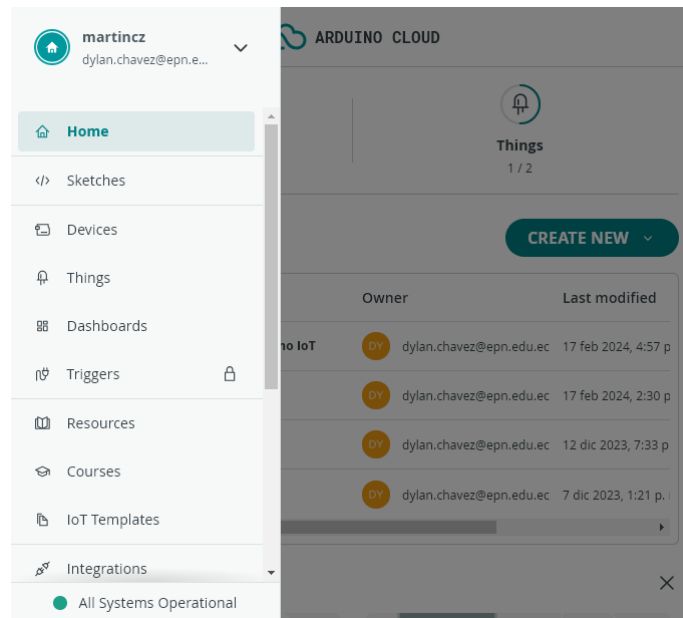 martincz
dylan.chavez@epn.e...
ARDUINO CLOUD
Home
Sketches
Devices
Things
Dashboards
Triggers
Resources
Courses
IoT Templates
Integrations
All Systems Operational
Things
1 / 2
CREATE NEW
Owner Last modified
no IoT DY dylan.chavez@epn.edu.ec 17 feb 2024, 4:57 p
DY dylan.chavez@epn.edu.ec 17 feb 2024, 2:30 p
DY dylan.chavez@epn.edu.ec 12 dic 2023, 7:33 p
DY dylan.chavez@epn.edu.ec 7 dic 2023, 1:21 p.